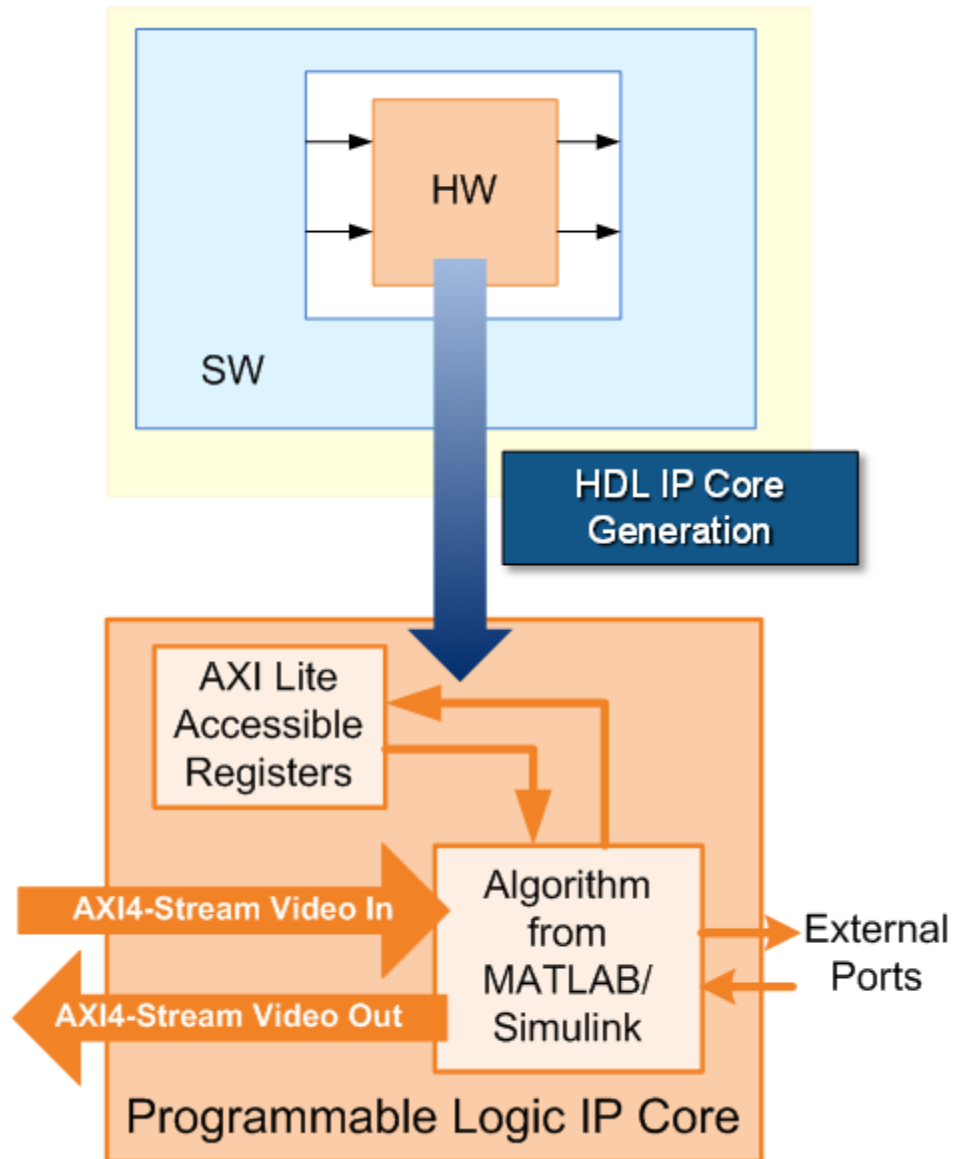 HW
SW
HDL IP Core
Generation
AXI Lite
Accessible
Registers
AXI4-Stream Video In
Algorithm
from
MATLAB/
Simulink
External
Ports
AXI4-Stream Video Out
Programmable Logic IP Core